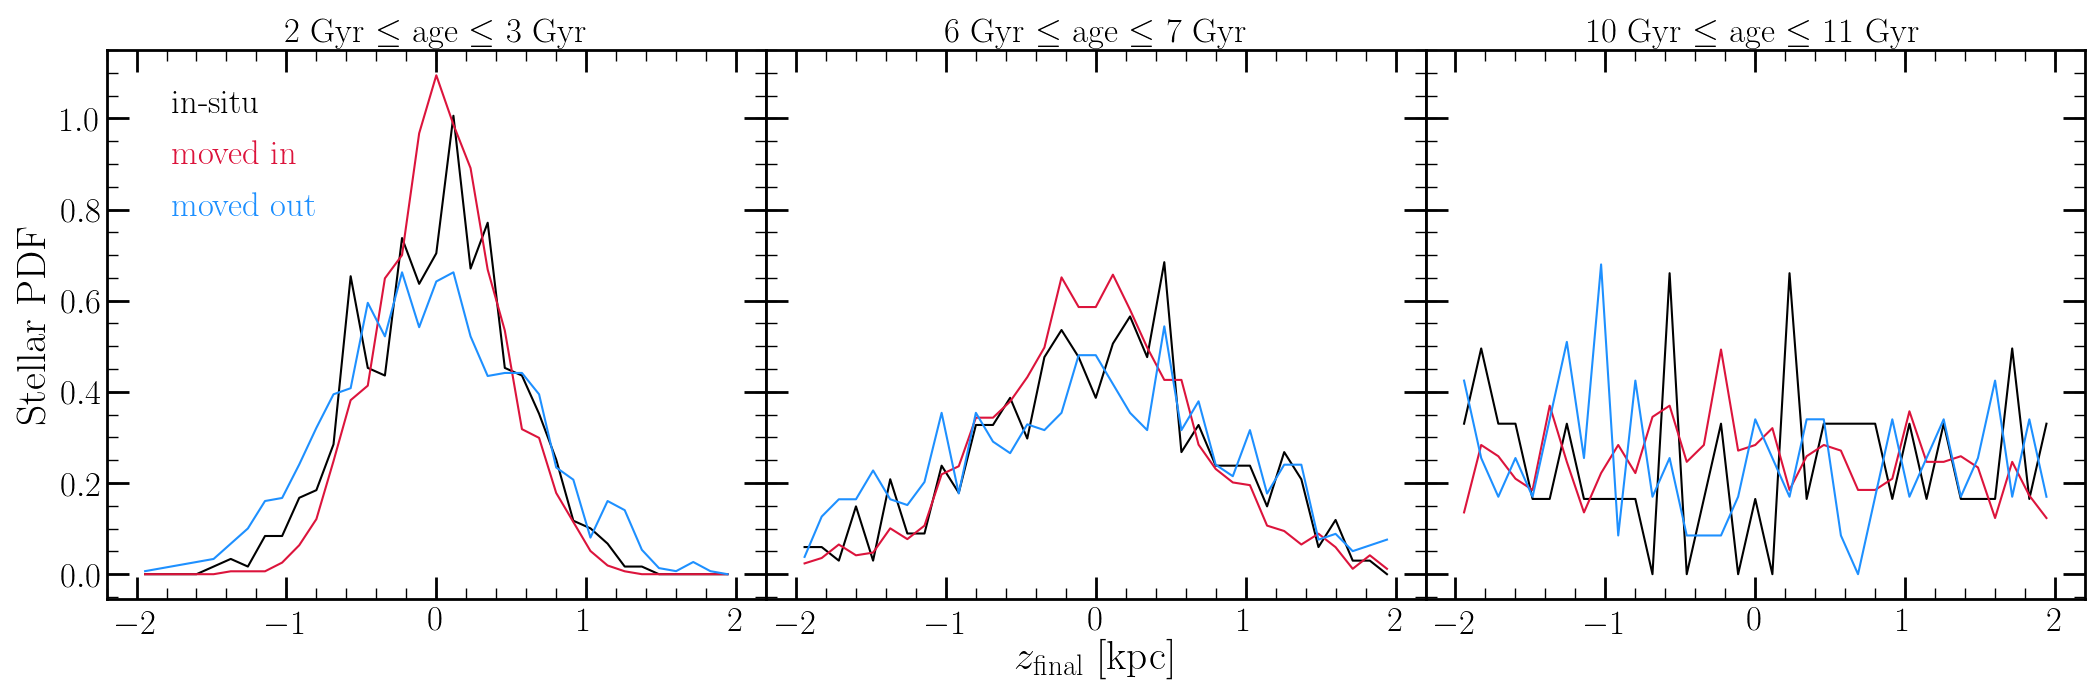 2 Gyr ≤ age ≤ 3 Gyr
6 Gyr ≤ age ≤ 7 Gyr
10 Gyr ≤ age ≤ 11 Gyr
in-situ
moved in
moved out
Stellar PDF
1.0
0.8
0.6
0.4
0.2
0.0
−2 −1 0 1 2
−2 −1 0 1 2
−2 −1 0 1 2
z_final [kpc]